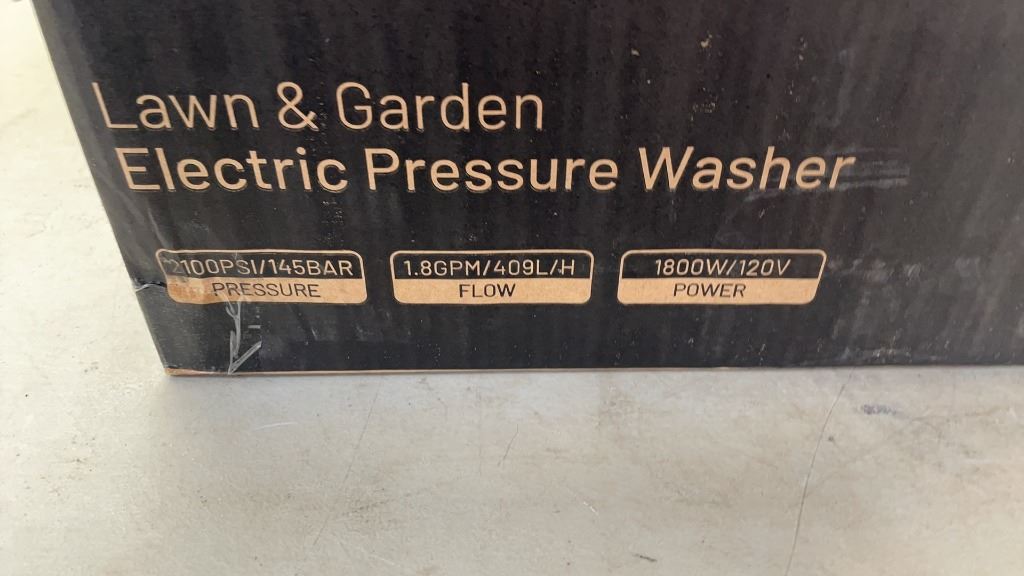 Lawn & Garden
Electric Pressure Washer
2100PSI/145BAR 1.8GPM/409L/H 1800W/120V
PRESSURE FLOW POWER